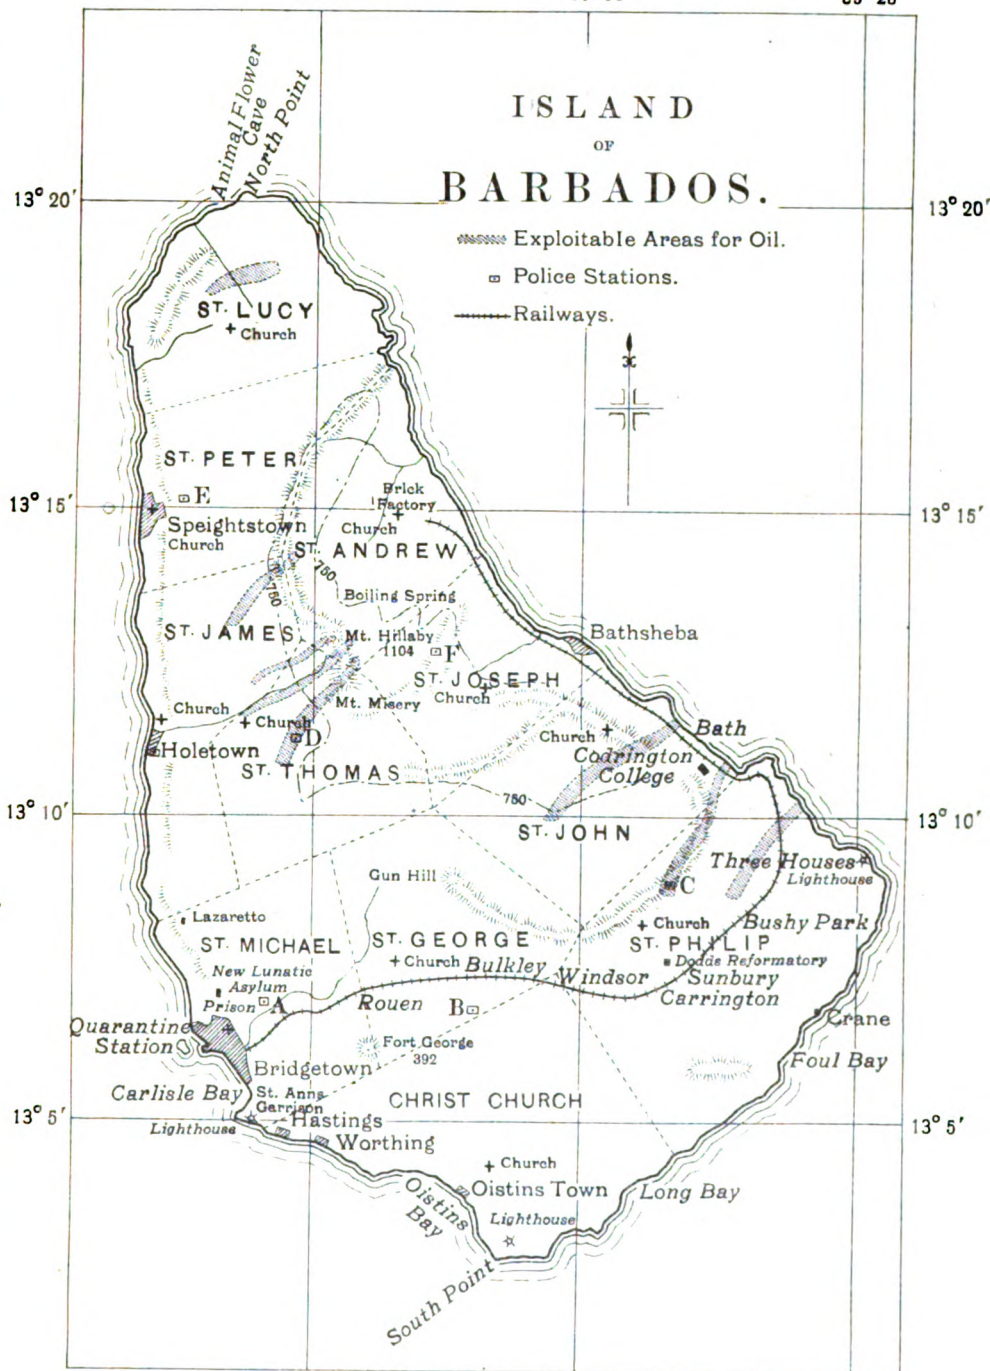 ISLAND
OF
BARBADOS.
Exploitable Areas for Oil.
Police Stations.
Railways.
Animal Flower
Cave
North Point
13° 20′
13° 20′
ST. LUCY
Church
ST. PETER
E
13° 15′
13° 15′
Speightstown
Church
Brick
Factory
Church
ST. ANDREW
750
750
Boiling Spring
ST. JAMES
Mt. Hillaby
1104
F
Bathsheba
ST. JOSEPH
Church
Mt. Misery
Church
Church
D
Holetown
ST. THOMAS
Church
Bath
Codrington
College
750
13° 10′
13° 10′
ST. JOHN
Three Houses
Lighthouse
C
Gun Hill
Lazaretto
Church
Bushy Park
ST. MICHAEL
ST. GEORGE
ST. PHILIP
Church
Bulkley
Windsor
Dodds Reformatory
Sunbury
Carrington
New Lunatic
Asylum
Prison
A
Rouen
B
Crane
Quarantine
Station
Fort George
392
Foul Bay
Bridgetown
Carlisle Bay
St. Anns
Garrison
CHRIST CHURCH
13° 5′
13° 5′
Lighthouse
Hastings
Worthing
Church
Oistins Town
Long Bay
Oistins
Bay
Lighthouse
South Point